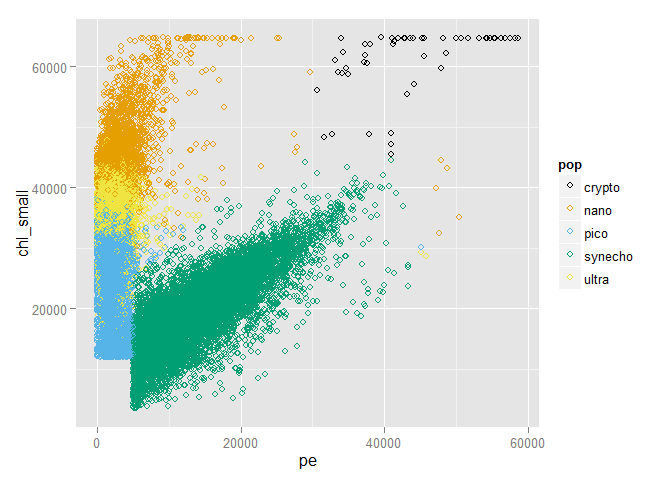 60000
40000
20000
chl_small
0
20000
40000
60000
pe
pop
crypto
nano
pico
synecho
ultra